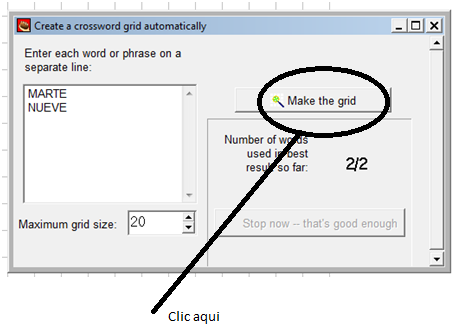 Create a crossword grid automatically
Enter each word or phrase on a
separate line:
MARTE
NUEVE
Make the grid
Number of words
used in best
result so far:
2/2
Maximum grid size:
20
Stop now -- that's good enough
Clic aqui